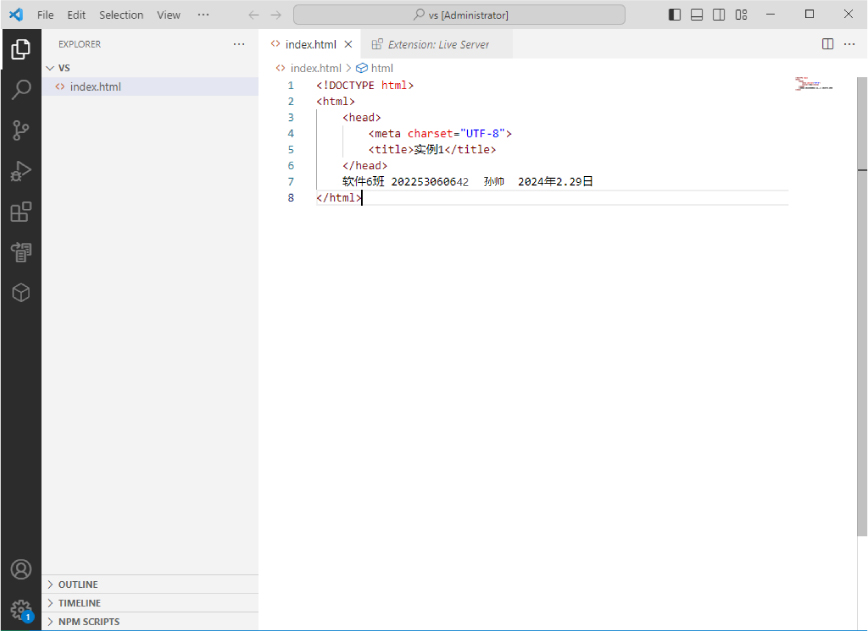 File Edit Selection View ··· vs [Administrator]
EXPLORER ···
VS
index.html
index.html Extension: Live Server
index.html > html
1 <!DOCTYPE html>
2 <html>
3 <head>
4 <meta charset="UTF-8">
5 <title>实例1</title>
6 </head>
7 软件6班 202253060642 孙帅 2024年2.29日
8 </html>
OUTLINE
TIMELINE
NPM SCRIPTS
1